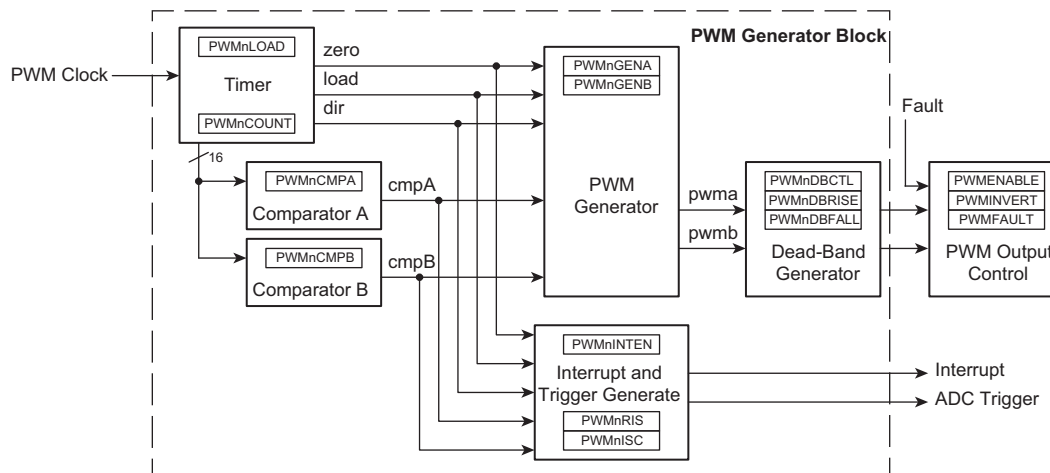 PWM Generator Block
PWM Clock
PWMnLOAD
Timer
PWMnCOUNT
zero
load
dir
16
PWMnCMPA
Comparator A
cmpA
PWMnCMPB
Comparator B
cmpB
PWMnGENA
PWMnGENB
PWM
Generator
pwma
pwmb
PWMnDBCTL
PWMnDBRISE
PWMnDBFALL
Dead-Band
Generator
Fault
PWMENABLE
PWMINVERT
PWMFAULT
PWM Output
Control
PWMnINTEN
Interrupt and
Trigger Generate
PWMnRIS
PWMnISC
Interrupt
ADC Trigger